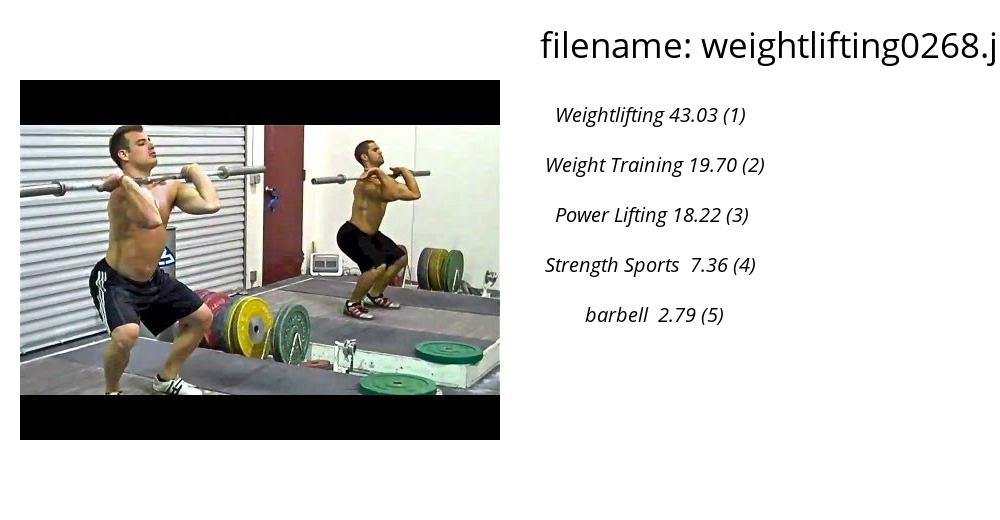 filename: weightlifting0268.j
Weightlifting 43.03 (1)
Weight Training 19.70 (2)
Power Lifting 18.22 (3)
Strength Sports 7.36 (4)
barbell 2.79 (5)